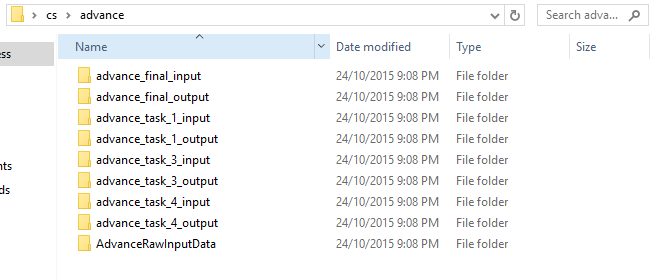 cs advance Search adva...
Name Date modified Type Size
advance_final_input 24/10/2015 9:08 PM File folder
advance_final_output 24/10/2015 9:08 PM File folder
advance_task_1_input 24/10/2015 9:08 PM File folder
advance_task_1_output 24/10/2015 9:08 PM File folder
advance_task_3_input 24/10/2015 9:08 PM File folder
advance_task_3_output 24/10/2015 9:08 PM File folder
advance_task_4_input 24/10/2015 9:08 PM File folder
advance_task_4_output 24/10/2015 9:08 PM File folder
AdvanceRawInputData 24/10/2015 9:08 PM File folder
ess
nts
ds